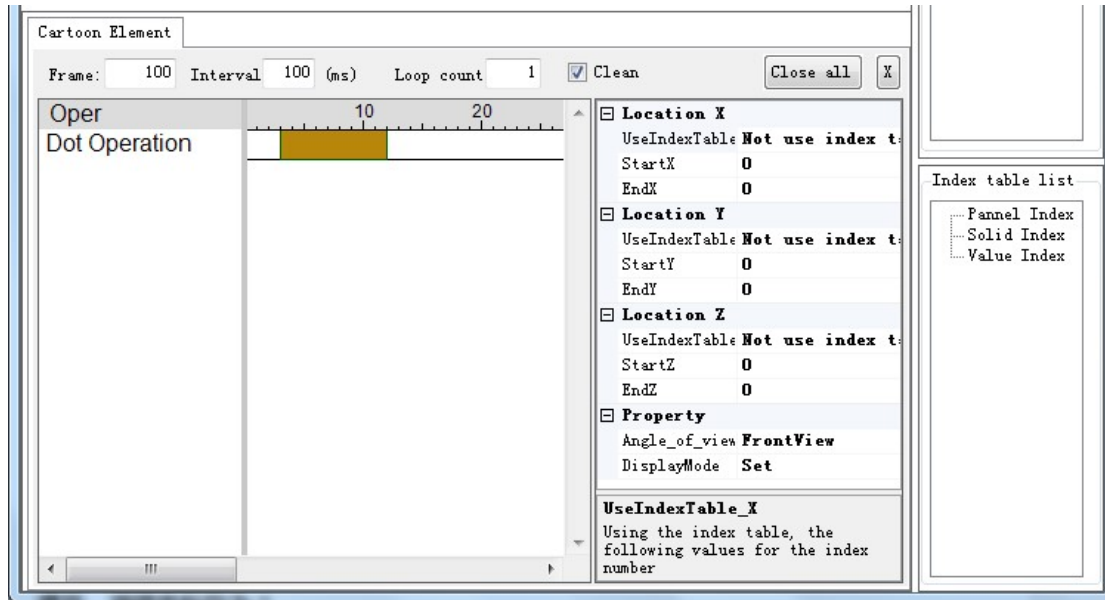 Cartoon Element
Frame: 100 Interval 100 (ms) Loop count 1 Clean Close all X
Oper 10 20
Dot Operation
Location X
UseIndexTable Not use index t
StartX 0
EndX 0
Location Y
UseIndexTable Not use index t
StartY 0
EndY 0
Location Z
UseIndexTable Not use index t
StartZ 0
EndZ 0
Property
Angle_of_view FrontView
DisplayMode Set
UseIndexTable_X
Using the index table, the
following values for the index
number
Index table list
Pannel Index
Solid Index
Value Index